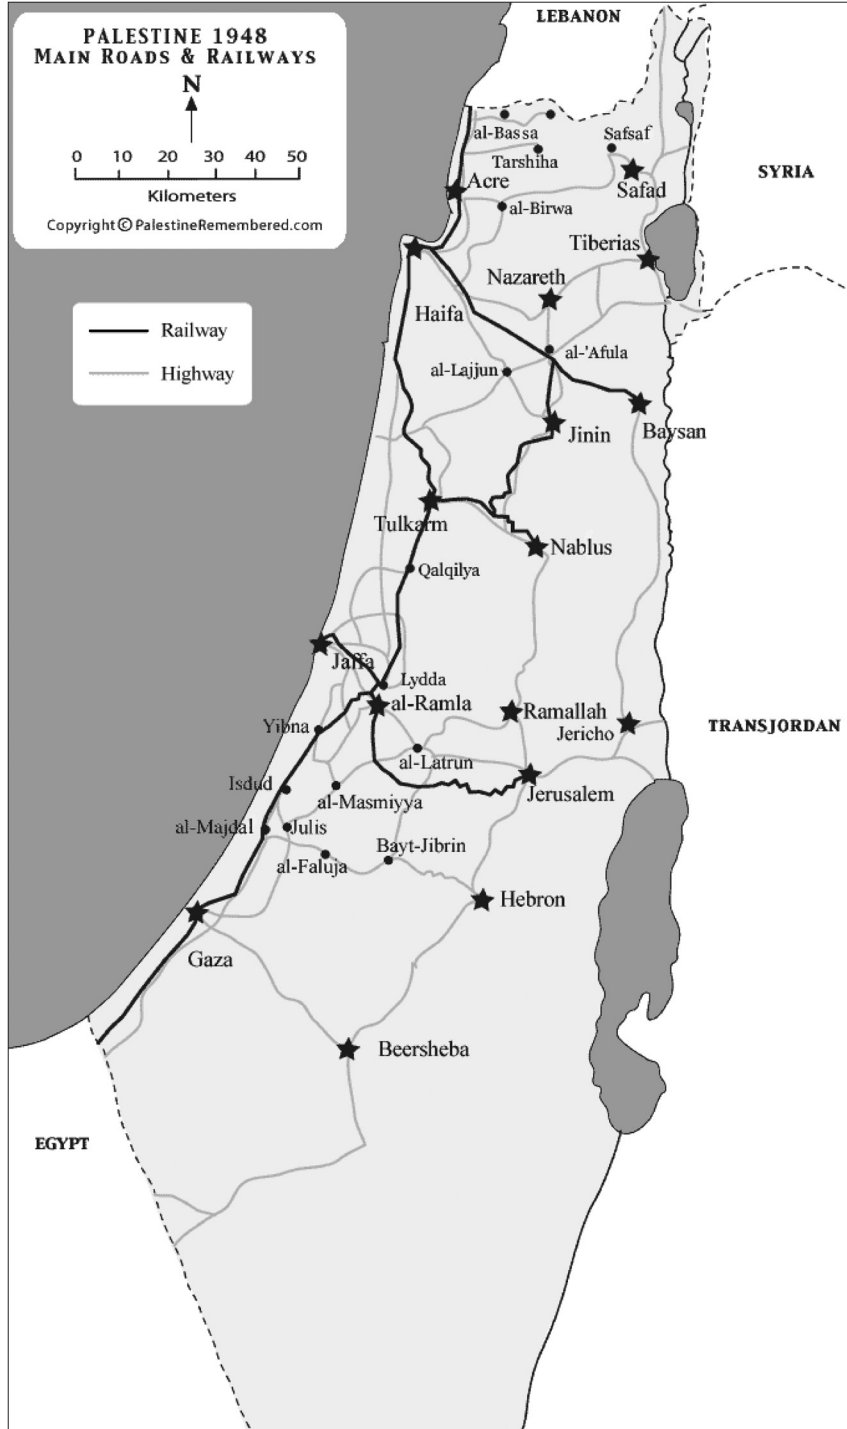 PALESTINE 1948
MAIN ROADS & RAILWAYS
N
0 10 20 30 40 50
Kilometers
Copyright © PalestineRemembered.com
Railway
Highway
LEBANON
SYRIA
TRANSJORDAN
EGYPT
al-Bassa
Safsaf
Tarshiha
Acre
Safad
al-Birwa
Tiberias
Nazareth
Haifa
al-'Afula
al-Lajjun
Jinin
Baysan
Tulkarm
Nablus
Qalqilya
Jaffa
Lydda
al-Ramla
Ramallah
Yibna
Jericho
al-Latrun
Isdud
al-Masmiyya
Jerusalem
al-Majdal
Julis
al-Faluja
Bayt-Jibrin
Hebron
Gaza
Beersheba